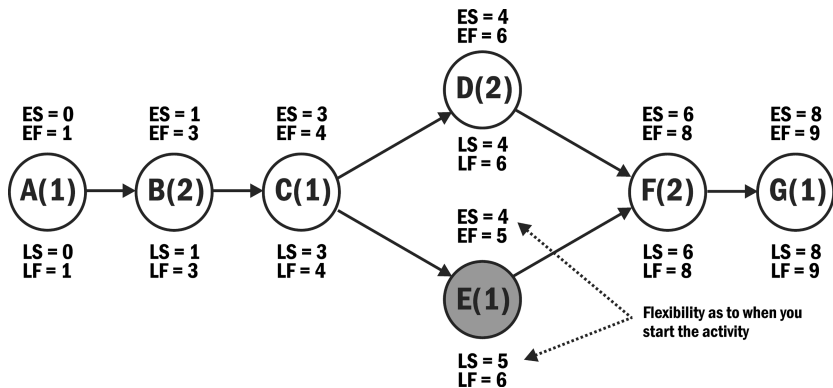 ES = 4
EF = 6
D(2)
LS = 4
LF = 6
ES = 0
EF = 1
A(1)
LS = 0
LF = 1
ES = 1
EF = 3
B(2)
LS = 1
LF = 3
ES = 3
EF = 4
C(1)
LS = 3
LF = 4
ES = 4
EF = 5
E(1)
LS = 5
LF = 6
ES = 6
EF = 8
F(2)
LS = 6
LF = 8
ES = 8
EF = 9
G(1)
LS = 8
LF = 9
Flexibility as to when you
start the activity